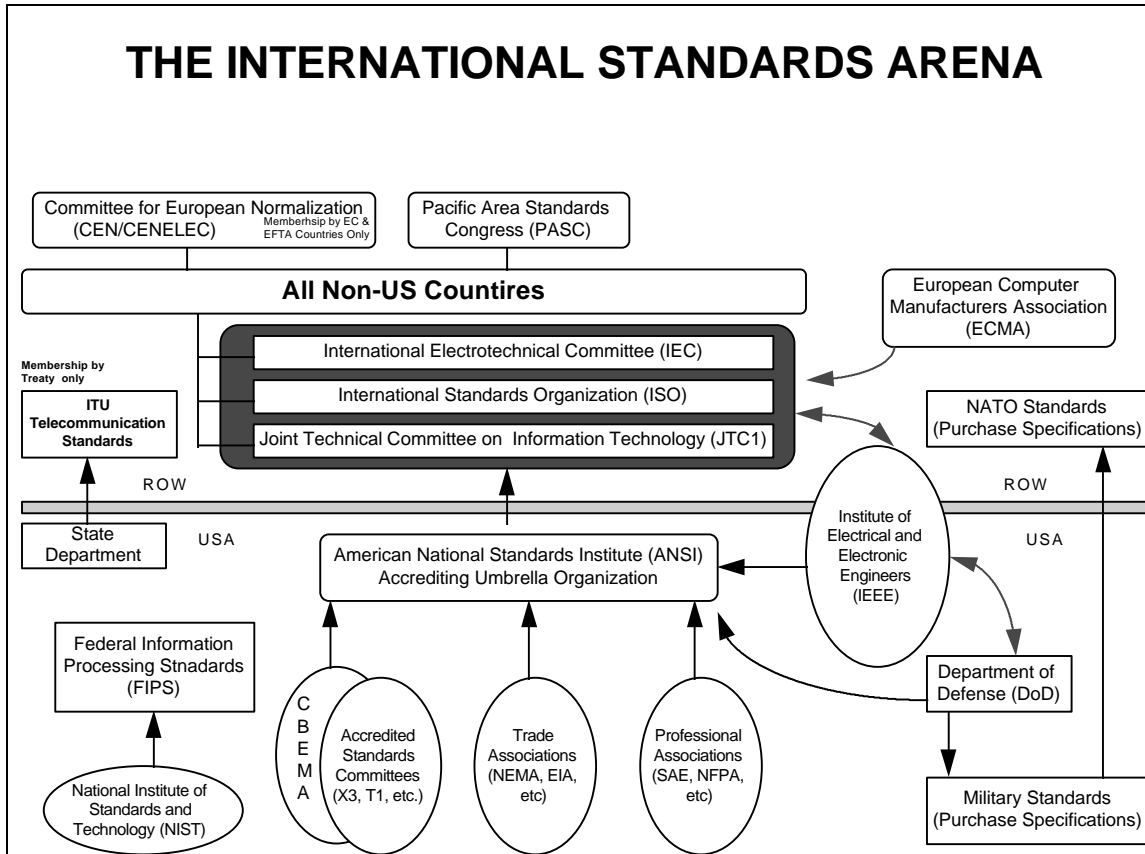 THE INTERNATIONAL STANDARDS ARENA
Committee for European Normalization
(CEN/CENELEC)
Memberhsip by EC &
EFTA Countries Only
Pacific Area Standards
Congress (PASC)
All Non-US Countires
European Computer
Manufacturers Association
(ECMA)
International Electrotechnical Committee (IEC)
International Standards Organization (ISO)
Joint Technical Committee on Information Technology (JTC1)
Membership by
Treaty only
ITU
Telecommunication
Standards
NATO Standards
(Purchase Specifications)
ROW
ROW
State
Department
USA
USA
American National Standards Institute (ANSI)
Accrediting Umbrella Organization
Institute of
Electrical and
Electronic
Engineers
(IEEE)
Federal Information
Processing Stnadards
(FIPS)
Department of
Defense (DoD)
C
B
E
M
A
Accredited
Standards
Committees
(X3, T1, etc.)
Trade
Associations
(NEMA, EIA,
etc)
Professional
Associations
(SAE, NFPA,
etc)
National Institute of
Standards and
Technology (NIST)
Military Standards
(Purchase Specifications)